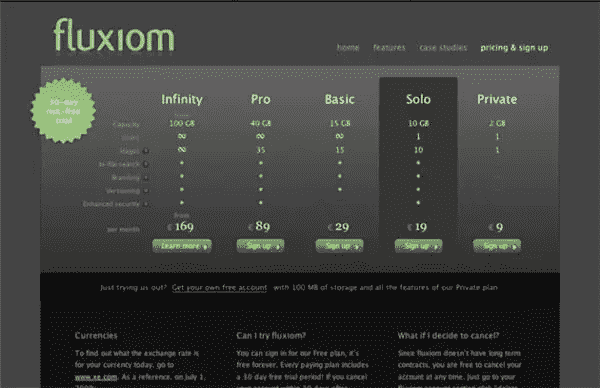 fluxiom
home features case studies pricing & sign up
30-day
trial
Infinity Pro Basic Solo Private
from
Capacity 100 GB 40 GB 15 GB 10 GB 2 GB
Users ∞ ∞ ∞ 1 1
∞ 35 15 10 1
In-file-search
Branding
Versioning
Enhanced security
from
per month € 169 € 89 € 29 € 19 € 9
Learn more Sign up Sign up Sign up Sign up
Just trying us out? Get your own free account with 100 MB of storage and all the features of our Private plan
Currencies
To find out what the exchange rate is
for your currency today, go to
www.xe.com. As a reference, on July 1,
Can I try fluxiom?
You can sign in for our Free plan, it's
free forever. Every paying plan includes
a 30 day free trial period! If you cancel
What if I decide to cancel?
Since fluxiom doesn't have long term
contracts, you are free to cancel your
account at any time. Just go to your